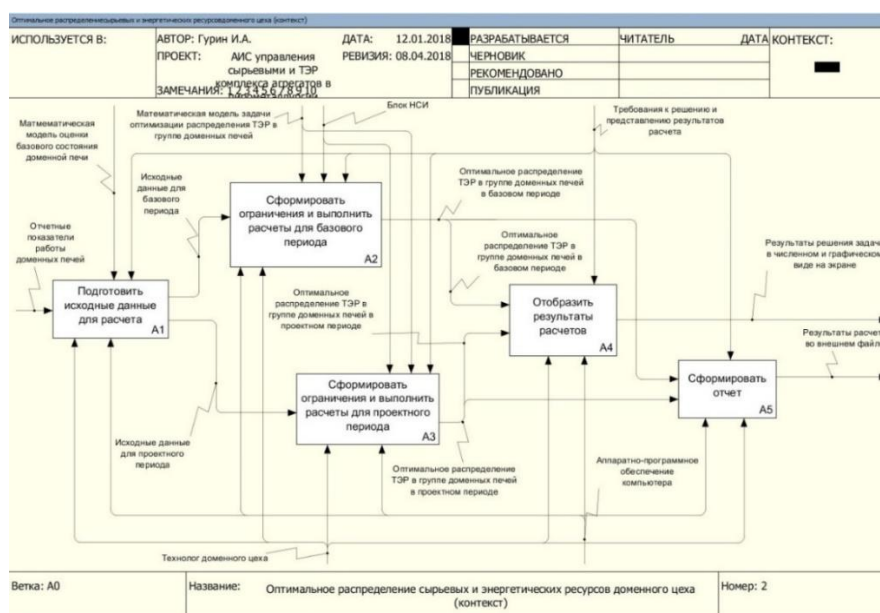 Оптимальное распределениесырьевых и энергетических ресурсовдоменного цеха (контекст)
ИСПОЛЬЗУЕТСЯ В:
АВТОР: Гурин И.А.
ДАТА: 12.01.2018
РАЗРАБАТЫВАЕТСЯ
ЧИТАТЕЛЬ
ДАТА
КОНТЕКСТ:
ПРОЕКТ: АИС управления
сырьевыми и ТЭР
комплекса агрегатов в
РЕВИЗИЯ: 08.04.2018
ЧЕРНОВИК
РЕКОМЕНДОВАНО
ЗАМЕЧАНИЯ: 1 2 3 4 5 6 7 8 9 10
ПУБЛИКАЦИЯ
Матмематическая
модель оценки
базового состояния
доменной печи
Математическая модель задачи
оптимизации распределения ТЭР в
группе доменных печей
Блок НСИ
Требования к решению и
представлению результатов
расчета
Исходные
данные для
базового
периода
Отчетные
показатели
работы
доменных печей
Сформировать
ограничения и выполнить
расчеты для базового
периода
A2
Оптимальное распределение
ТЭР в группе доменных печей
в базовом периоде
Оптимальное
распределение ТЭР в
группе доменных печей в
базовом периоде
Результаты решения задачи
в численном и графическом
виде на экране
Подготовить
исходные данные
для расчета
A1
Оптимальное
распределение ТЭР в
группе доменных печей в
проектном периоде
Отобразить
результаты
расчетов
A4
Результаты расчет
во внешнем файл
Сформировать
ограничения и выполнить
расчеты для проектного
периода
A3
Сформировать
отчет
A5
Исходные данные
для проектного
периода
Оптимальное распределение
ТЭР в группе доменных печей
в проектном периоде
Аппаратно-программное
обеспечение
компьютера
Технолог доменного цеха
Ветка: A0
Название:
Оптимальное распределение сырьевых и энергетических ресурсов доменного цеха
(контекст)
Номер: 2